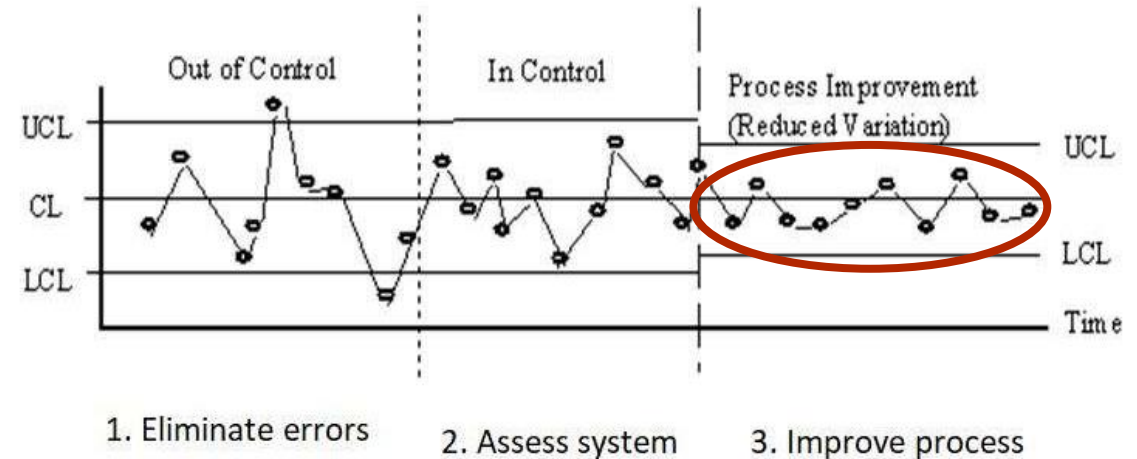 Out of Control
In Control
Process Improvement
(Reduced Variation)
UCL
CL
LCL
UCL
LCL
Time
1. Eliminate errors
2. Assess system
3. Improve process